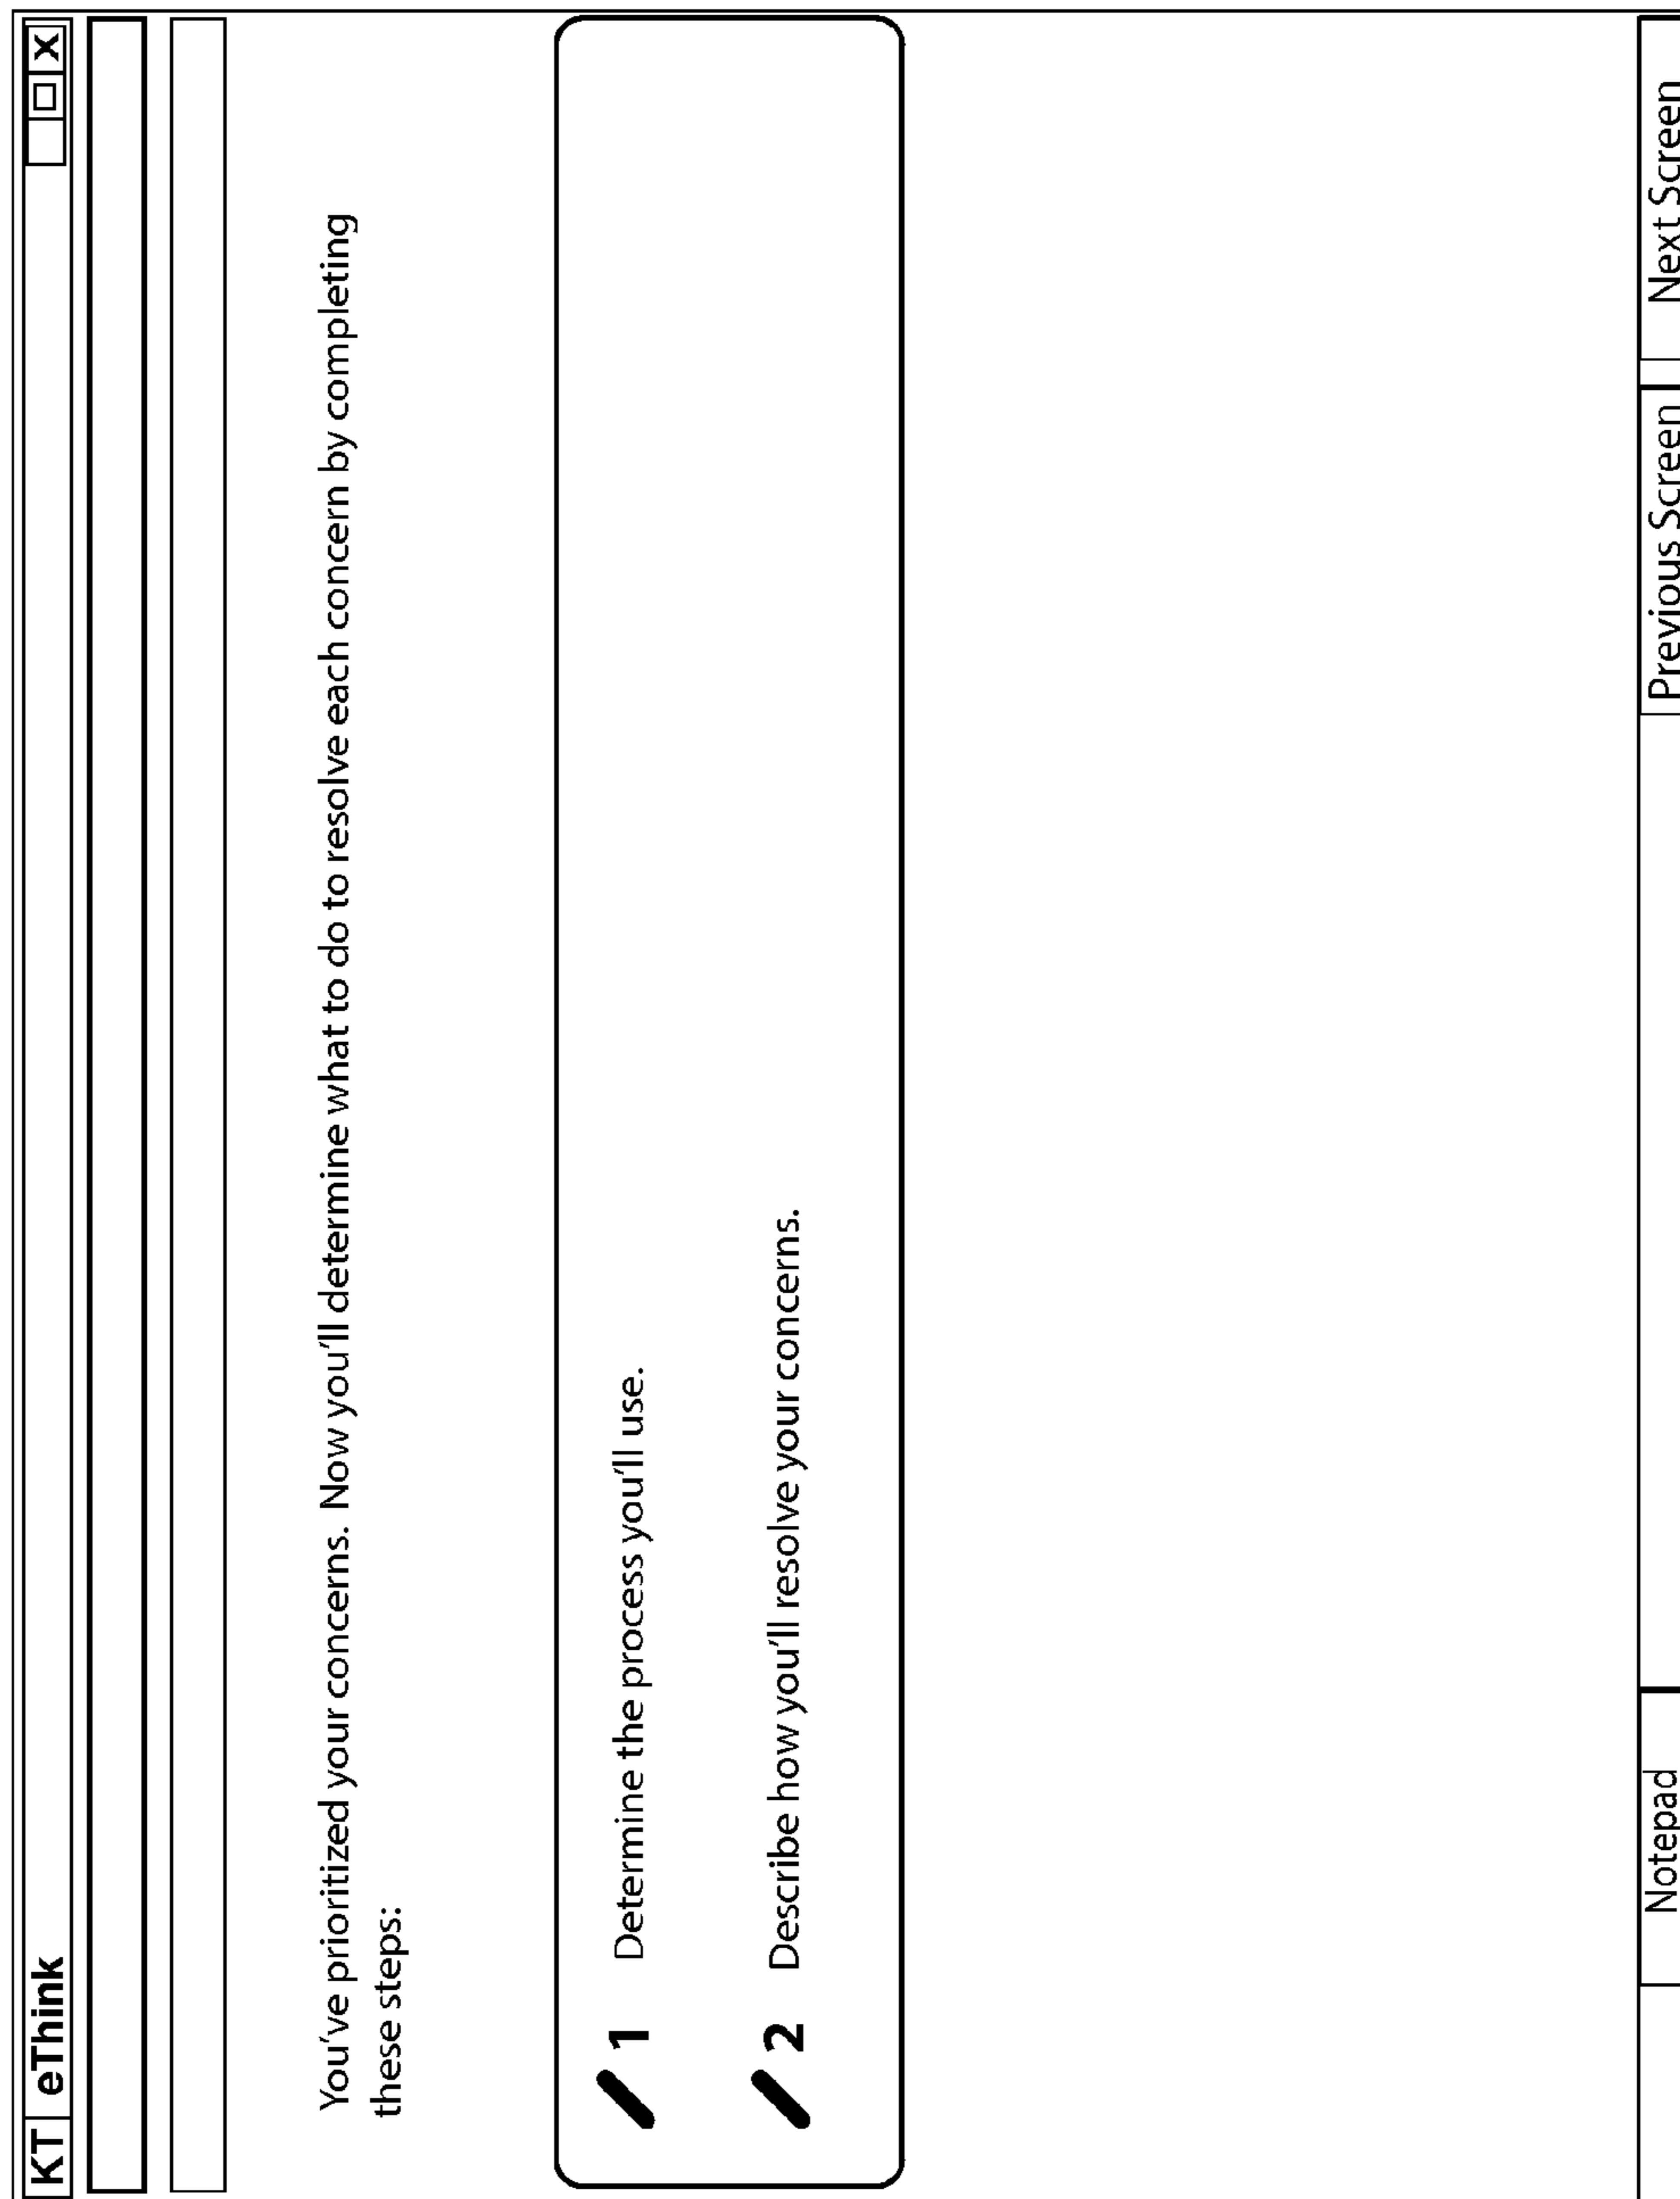 KT eThink X
You've prioritized your concerns. Now you'll determine what to do to resolve each concern by completing
these steps:
1 Determine the process you'll use.
2 Describe how you'll resolve your concerns.
Notepad Previous Screen Next Screen